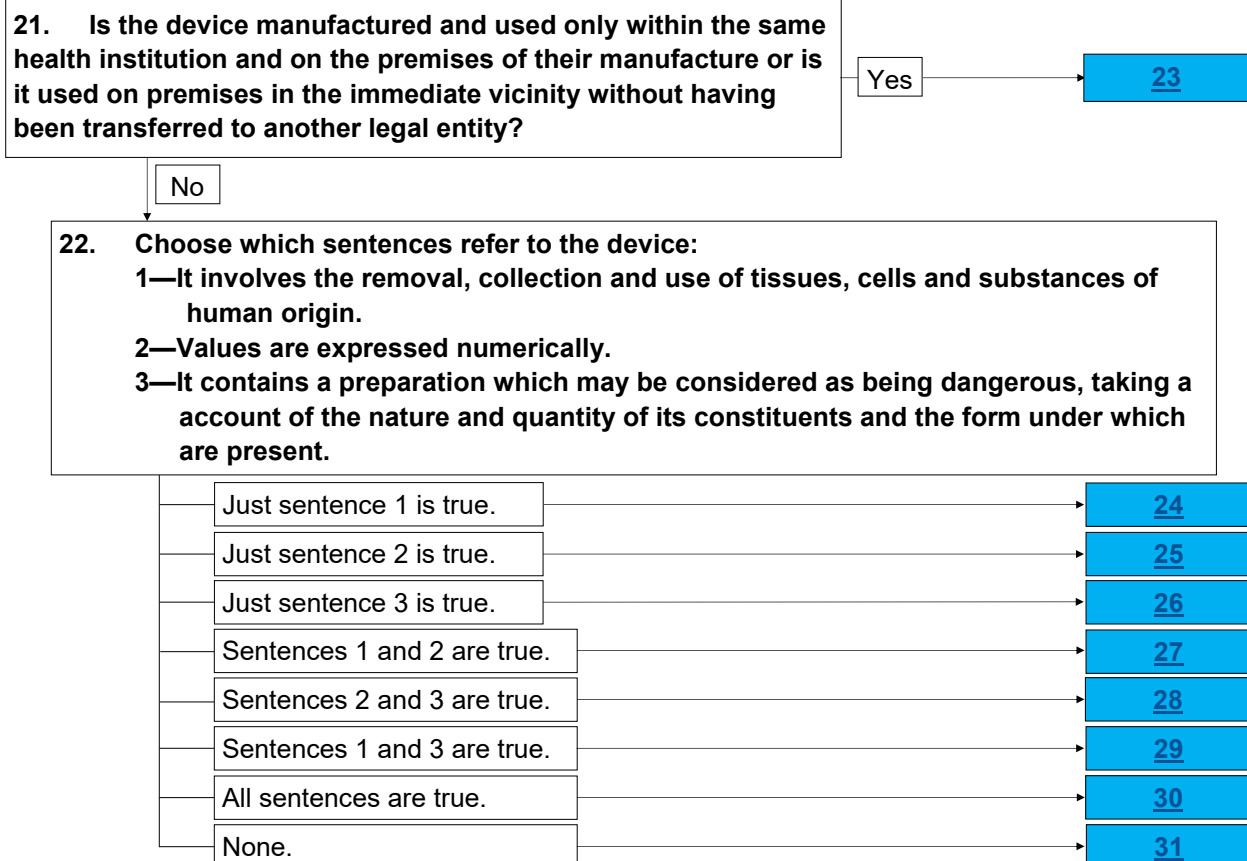 21. Is the device manufactured and used only within the same
health institution and on the premises of their manufacture or is
it used on premises in the immediate vicinity without having
been transferred to another legal entity?
Yes
23
No
22. Choose which sentences refer to the device:
1—It involves the removal, collection and use of tissues, cells and substances of
human origin.
2—Values are expressed numerically.
3—It contains a preparation which may be considered as being dangerous, taking a
account of the nature and quantity of its constituents and the form under which
are present.
Just sentence 1 is true.
24
Just sentence 2 is true.
25
Just sentence 3 is true.
26
Sentences 1 and 2 are true.
27
Sentences 2 and 3 are true.
28
Sentences 1 and 3 are true.
29
All sentences are true.
30
None.
31